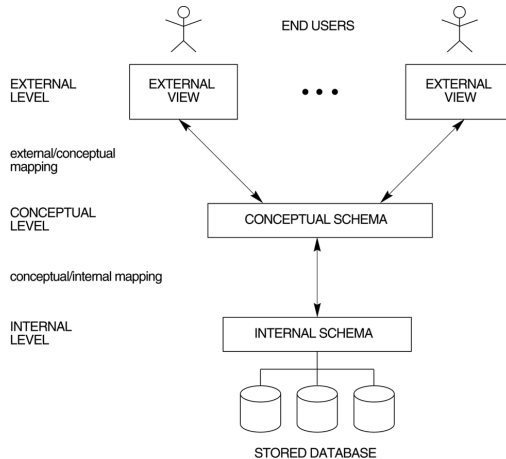 END USERS
EXTERNAL
LEVEL
EXTERNAL
VIEW
EXTERNAL
VIEW
external/conceptual
mapping
CONCEPTUAL
LEVEL
CONCEPTUAL SCHEMA
conceptual/internal mapping
INTERNAL
LEVEL
INTERNAL SCHEMA
STORED DATABASE